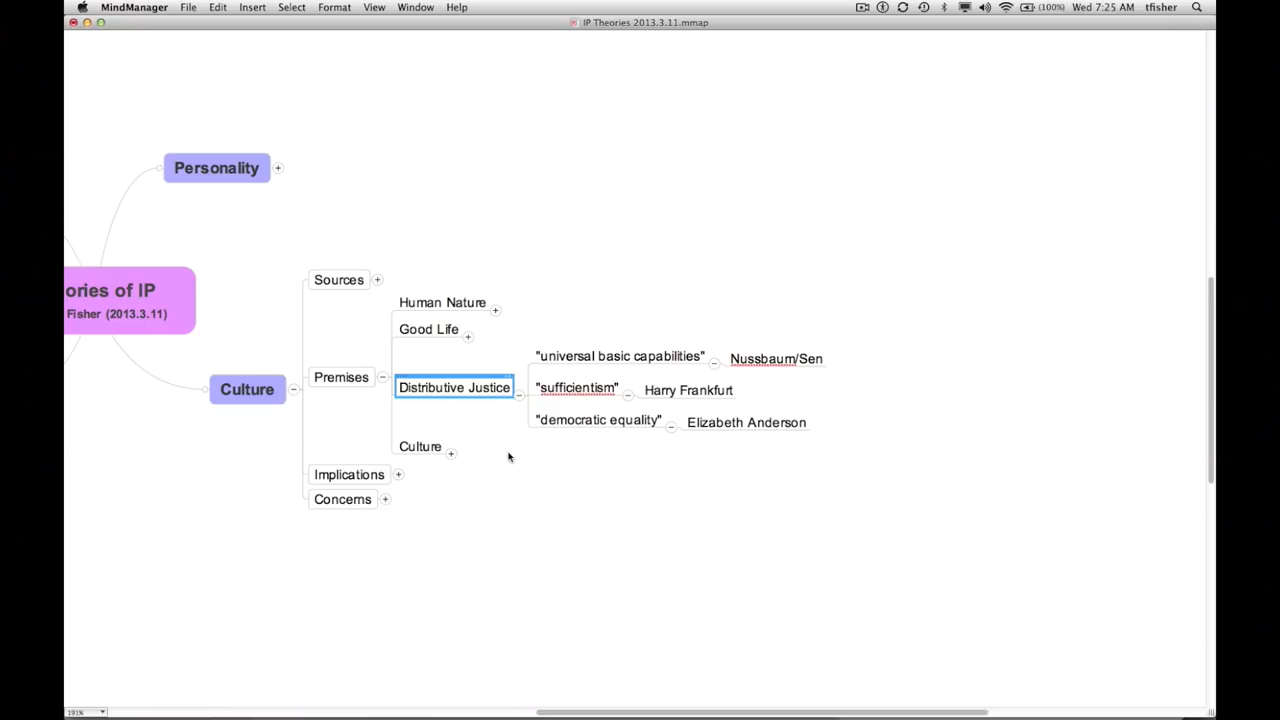 MindManager File Edit Insert Select Format View Window Help (100%) Wed 7:25 AM tfisher
IP Theories 2013.3.11.mmap
Personality
ories of IP
Fisher (2013.3.11)
Culture
Sources
Premises
Human Nature
Good Life
Distributive Justice
"universal basic capabilities"
Nussbaum/Sen
"sufficientism"
Harry Frankfurt
"democratic equality"
Elizabeth Anderson
Culture
Implications
Concerns
191%